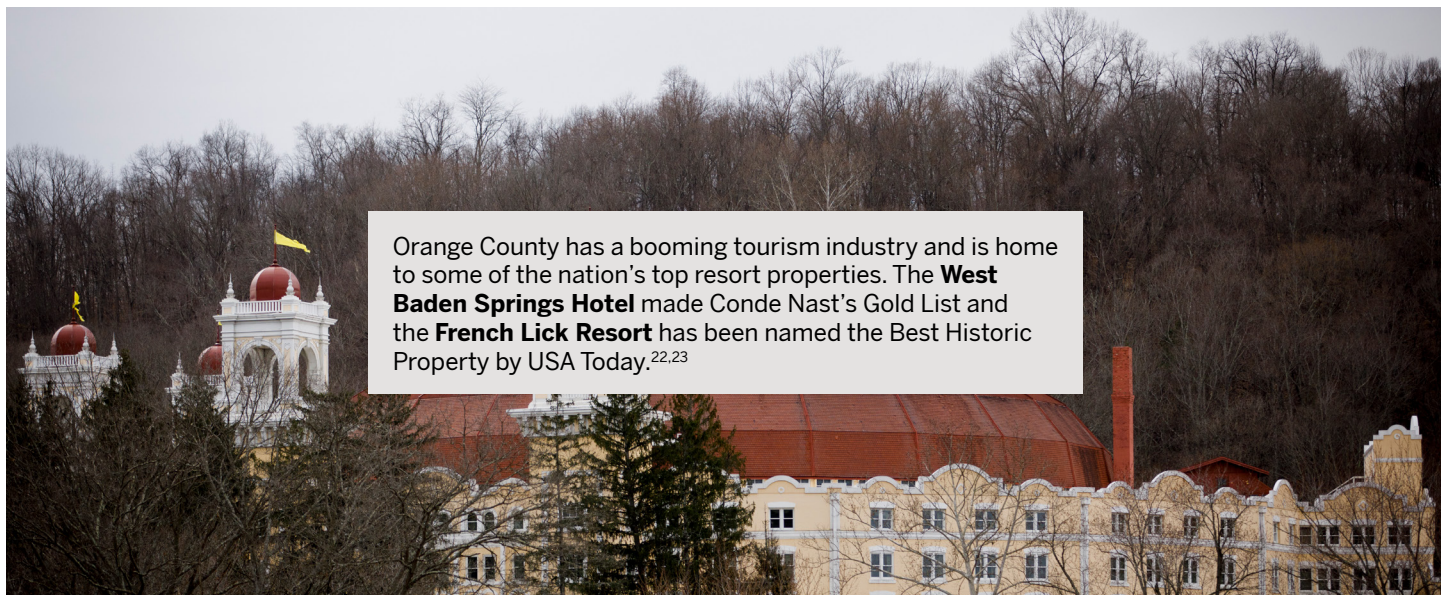 Orange County has a booming tourism industry and is home
to some of the nation’s top resort properties. The West
Baden Springs Hotel made Conde Nast’s Gold List and
the French Lick Resort has been named the Best Historic
Property by USA Today.22,23